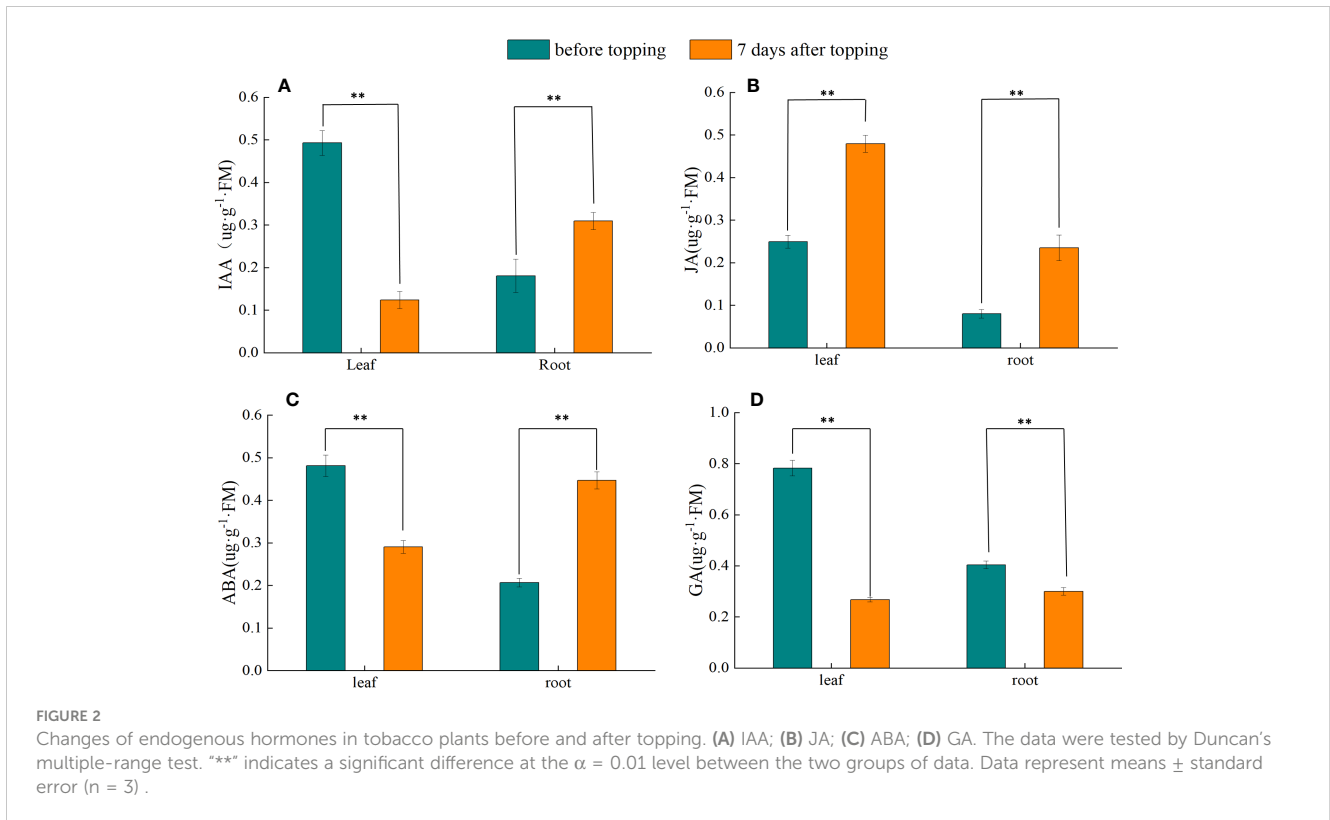 before topping 7 days after topping
A
**
**
0.6
0.5
0.4
0.3
0.2
0.1
0.0
IAA（ug·g⁻¹·FM)
Leaf Root
B
**
**
0.6
0.5
0.4
0.3
0.2
0.1
0.0
JA(ug·g⁻¹·FM)
leaf root
C
**
**
0.6
0.5
0.4
0.3
0.2
0.1
0.0
ABA(ug·g⁻¹·FM)
leaf root
D
**
**
1.0
0.8
0.6
0.4
0.2
0.0
GA(ug·g⁻¹·FM)
leaf root
FIGURE 2
Changes of endogenous hormones in tobacco plants before and after topping. (A) IAA; (B) JA; (C) ABA; (D) GA. The data were tested by Duncan's
multiple-range test. "**" indicates a significant difference at the α = 0.01 level between the two groups of data. Data represent means ± standard
error (n = 3) .